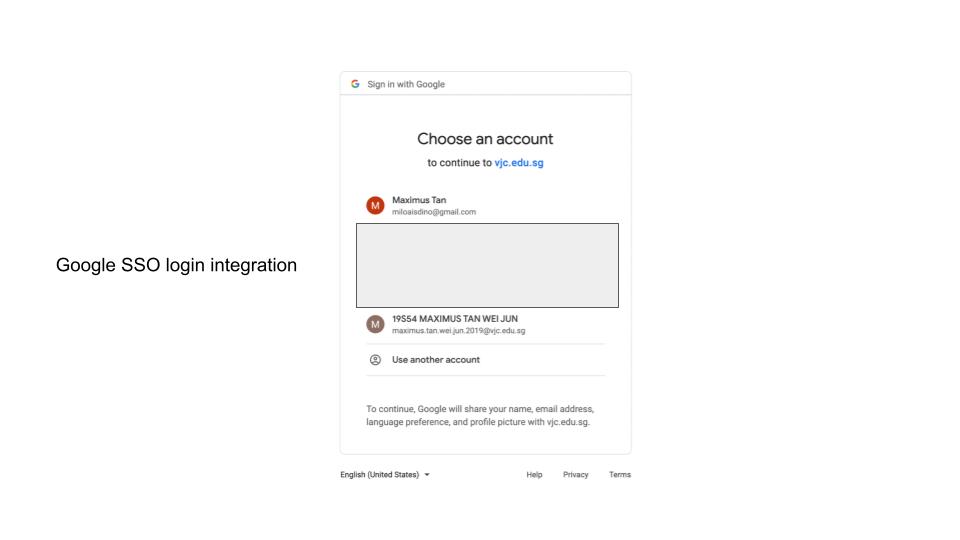 Google SSO login integration
Sign in with Google
Choose an account
to continue to vjc.edu.sg
M
Maximus Tan
miloaisdino@gmail.com
M
19S54 MAXIMUS TAN WEI JUN
maximus.tan.wei.jun.2019@vjc.edu.sg
Use another account
To continue, Google will share your name, email address,
language preference, and profile picture with vjc.edu.sg.
English (United States)
Help
Privacy
Terms